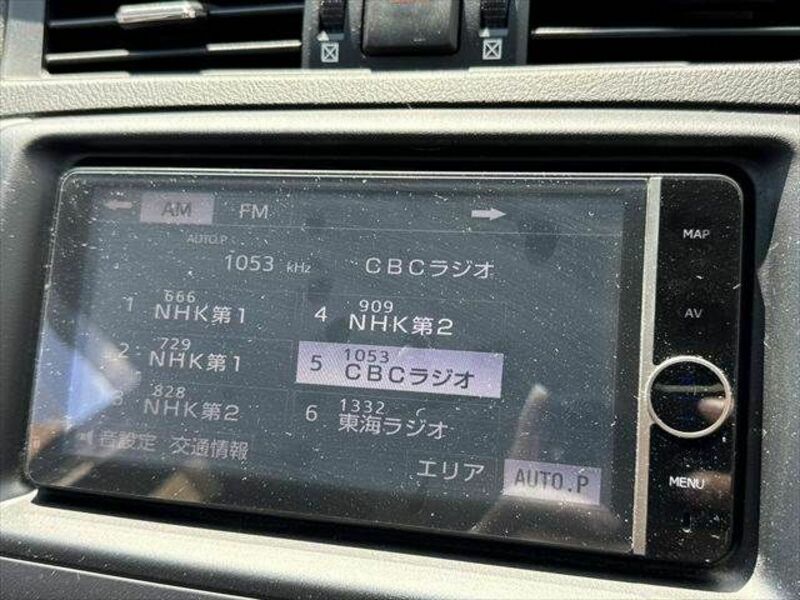 AM FM
AUTO.P
1053 kHz CBCラジオ
1 666 NHK第1
4 909 NHK第2
2 729 NHK第1
5 1053 CBCラジオ
3 828 NHK第2
6 1332 東海ラジオ
音設定 交通情報
エリア AUTO.P
MAP
AV
MENU